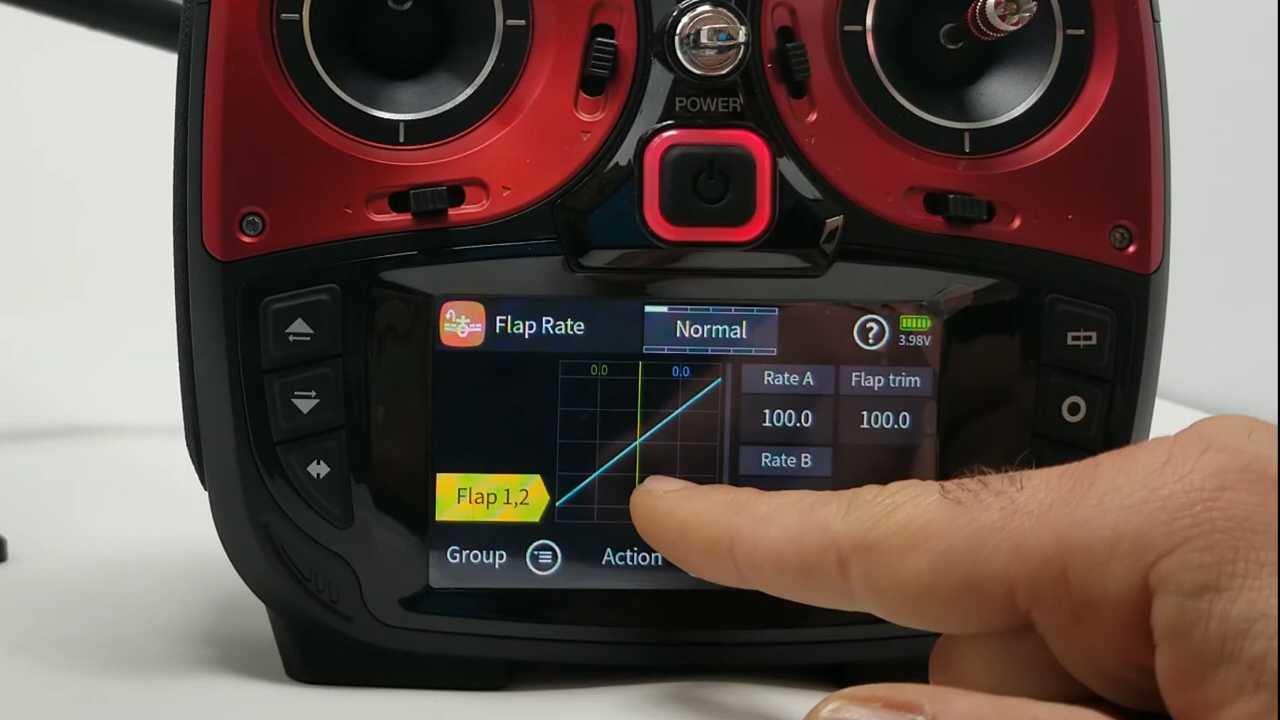 POWER
Flap Rate
Normal
?
3.98V
0.0
0.0
Rate A
Flap trim
100.0
100.0
Rate B
Flap 1,2
Group
Action